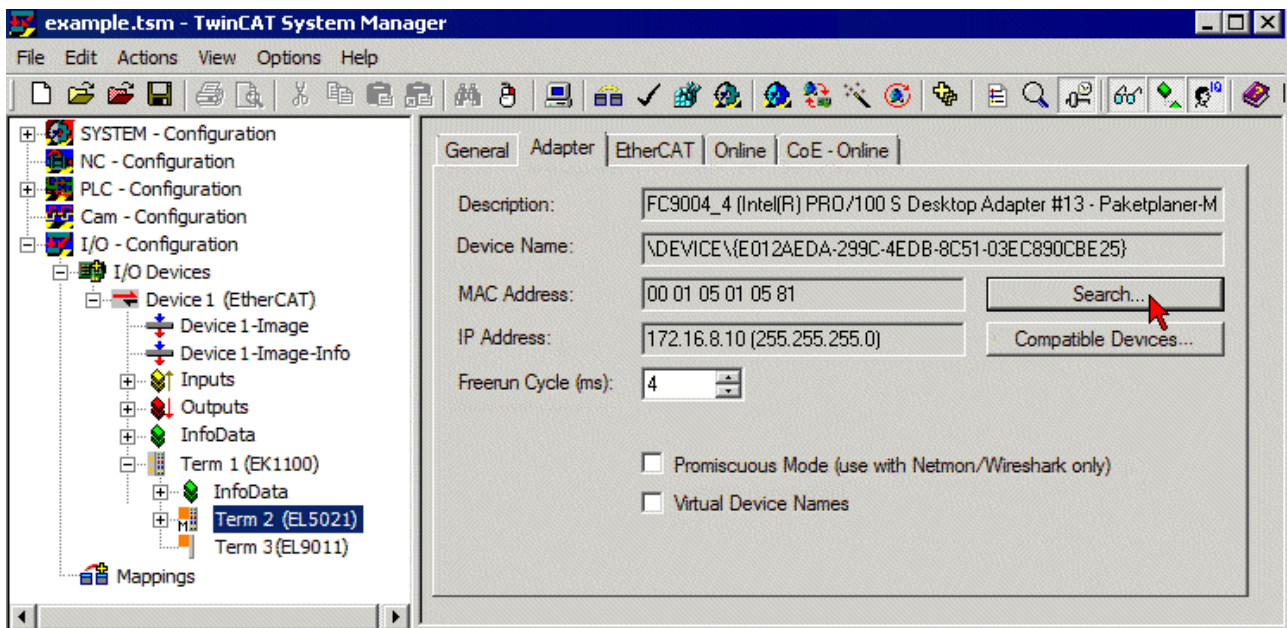 example.tsm - TwinCAT System Manager
File Edit Actions View Options Help
SYSTEM - Configuration
NC - Configuration
PLC - Configuration
Cam - Configuration
I/O - Configuration
I/O Devices
Device 1 (EtherCAT)
Device 1-Image
Device 1-Image-Info
Inputs
Outputs
InfoData
Term 1 (EK1100)
InfoData
Term 2 (EL5021)
Term 3(EL9011)
Mappings
General Adapter EtherCAT Online CoE - Online
Description: FC9004_4 (Intel(R) PRO/100 S Desktop Adapter #13 - Paketplaner-M
Device Name: \DEVICE\{E012AEDA-299C-4EDB-8C51-03EC890CBE25}
MAC Address: 00 01 05 01 05 81 Search...
IP Address: 172.16.8.10 (255.255.255.0) Compatible Devices...
Freerun Cycle (ms): 4
Promiscuous Mode (use with Netmon/Wireshark only)
Virtual Device Names